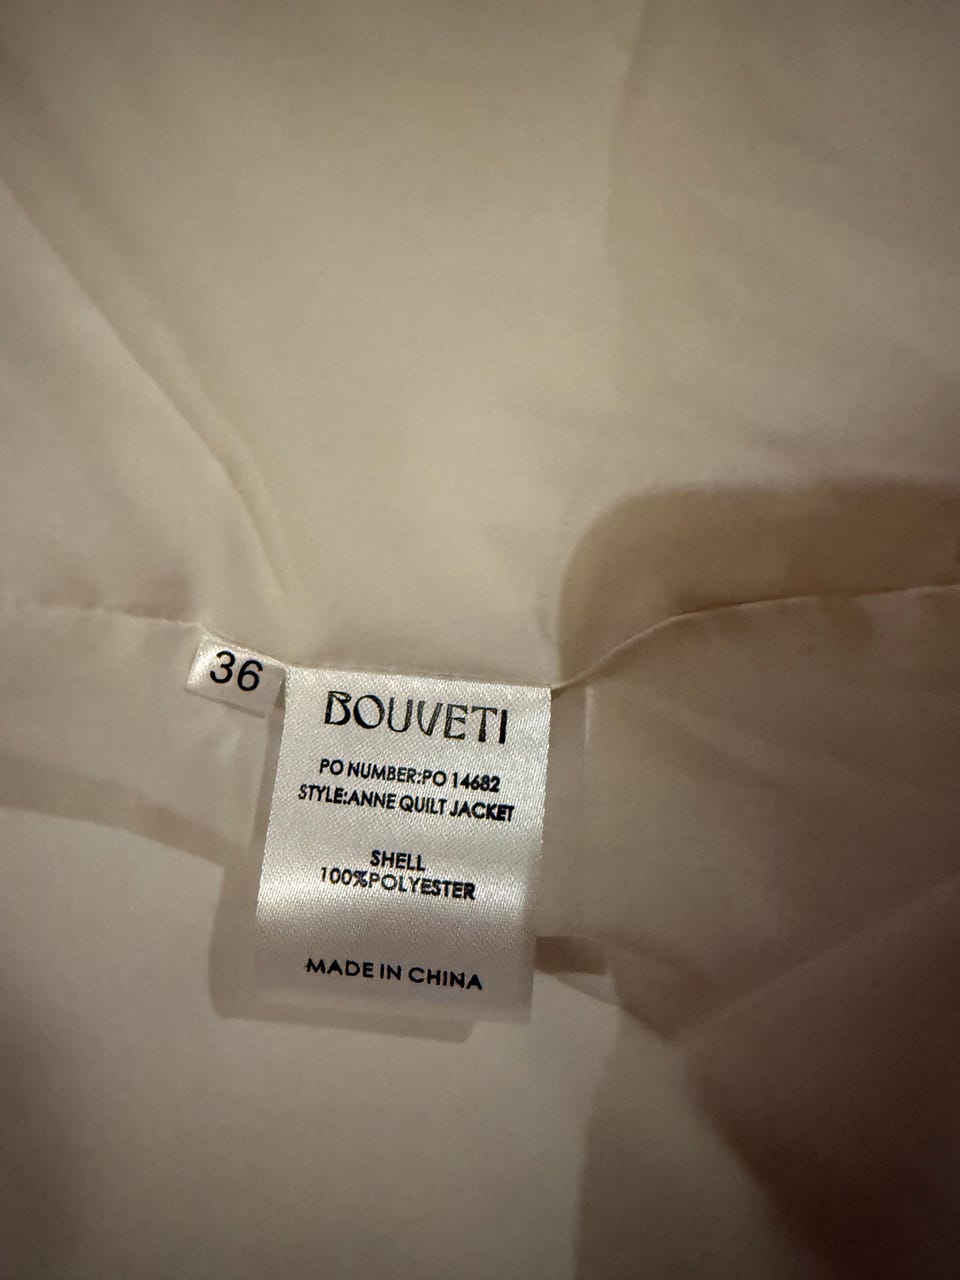 36
BOUVETI
PO NUMBER:PO 14682
STYLE:ANNE QUILT JACKET
SHELL
100%POLYESTER
MADE IN CHINA